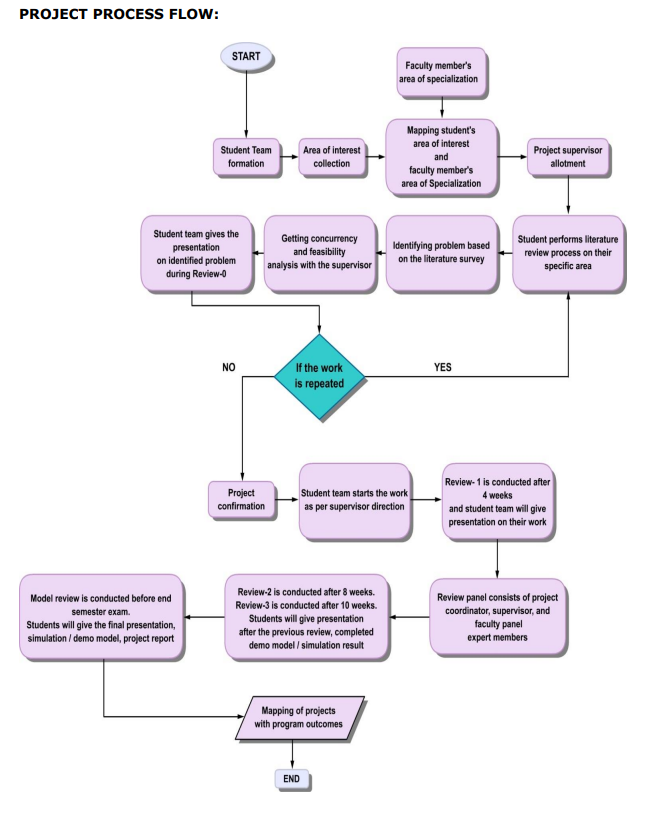 PROJECT PROCESS FLOW:
START
Faculty member's
area of specialization
Student Team
formation
Area of interest
collection
Mapping student's
area of interest
and
faculty member's
area of Specialization
Project supervisor
allotment
Student team gives the
presentation
on identified problem
during Review-0
Getting concurrency
and feasibility
analysis with the supervisor
Identifying problem based
on the literature survey
Student performs literature
review process on their
specific area
NO
If the work
is repeated
YES
Project
confirmation
Student team starts the work
as per supervisor direction
Review- 1 is conducted after
4 weeks
and student team will give
presentation on their work
Model review is conducted before end
semester exam.
Students will give the final presentation,
simulation / demo model, project report
Review-2 is conducted after 8 weeks.
Review-3 is conducted after 10 weeks.
Students will give presentation
after the previous review, completed
demo model / simulation result
Review panel consists of project
coordinator, supervisor, and
faculty panel
expert members
Mapping of projects
with program outcomes
END